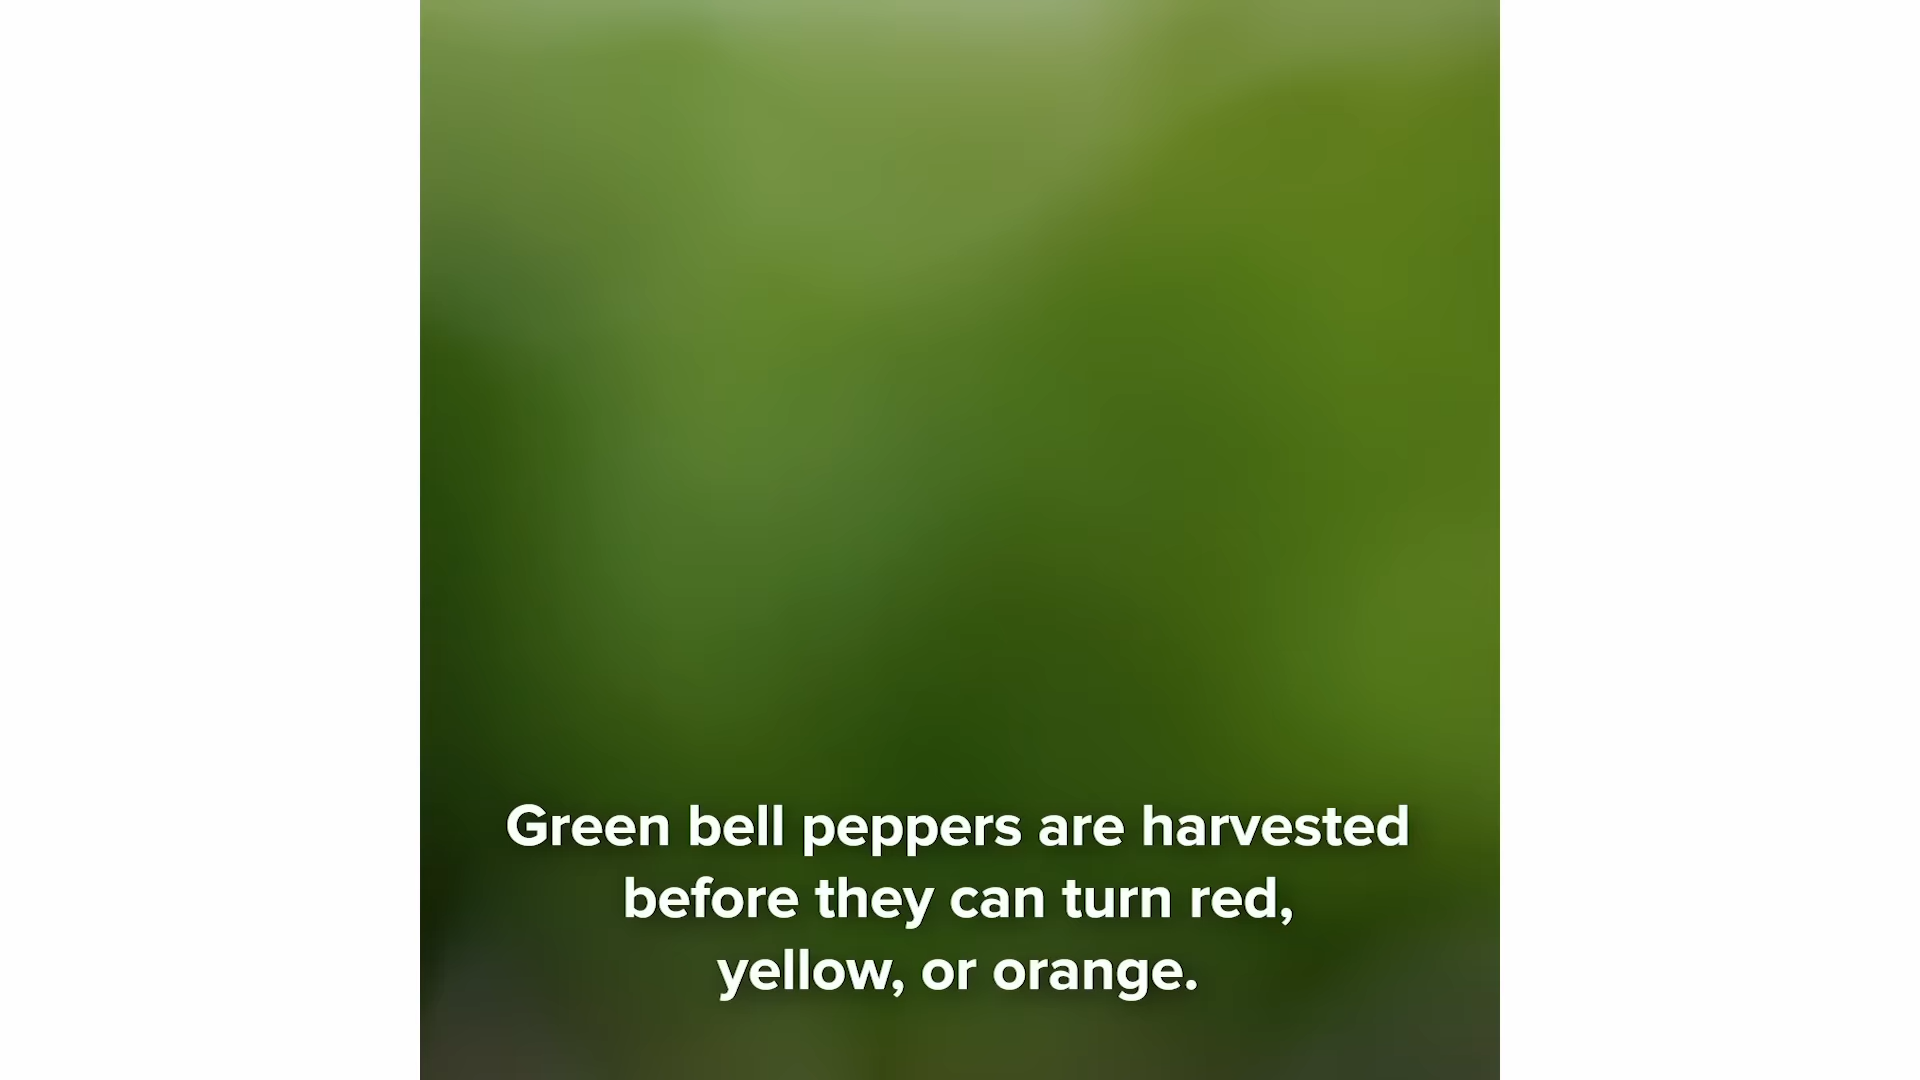 Green bell peppers are harvested
before they can turn red,
yellow, or orange.